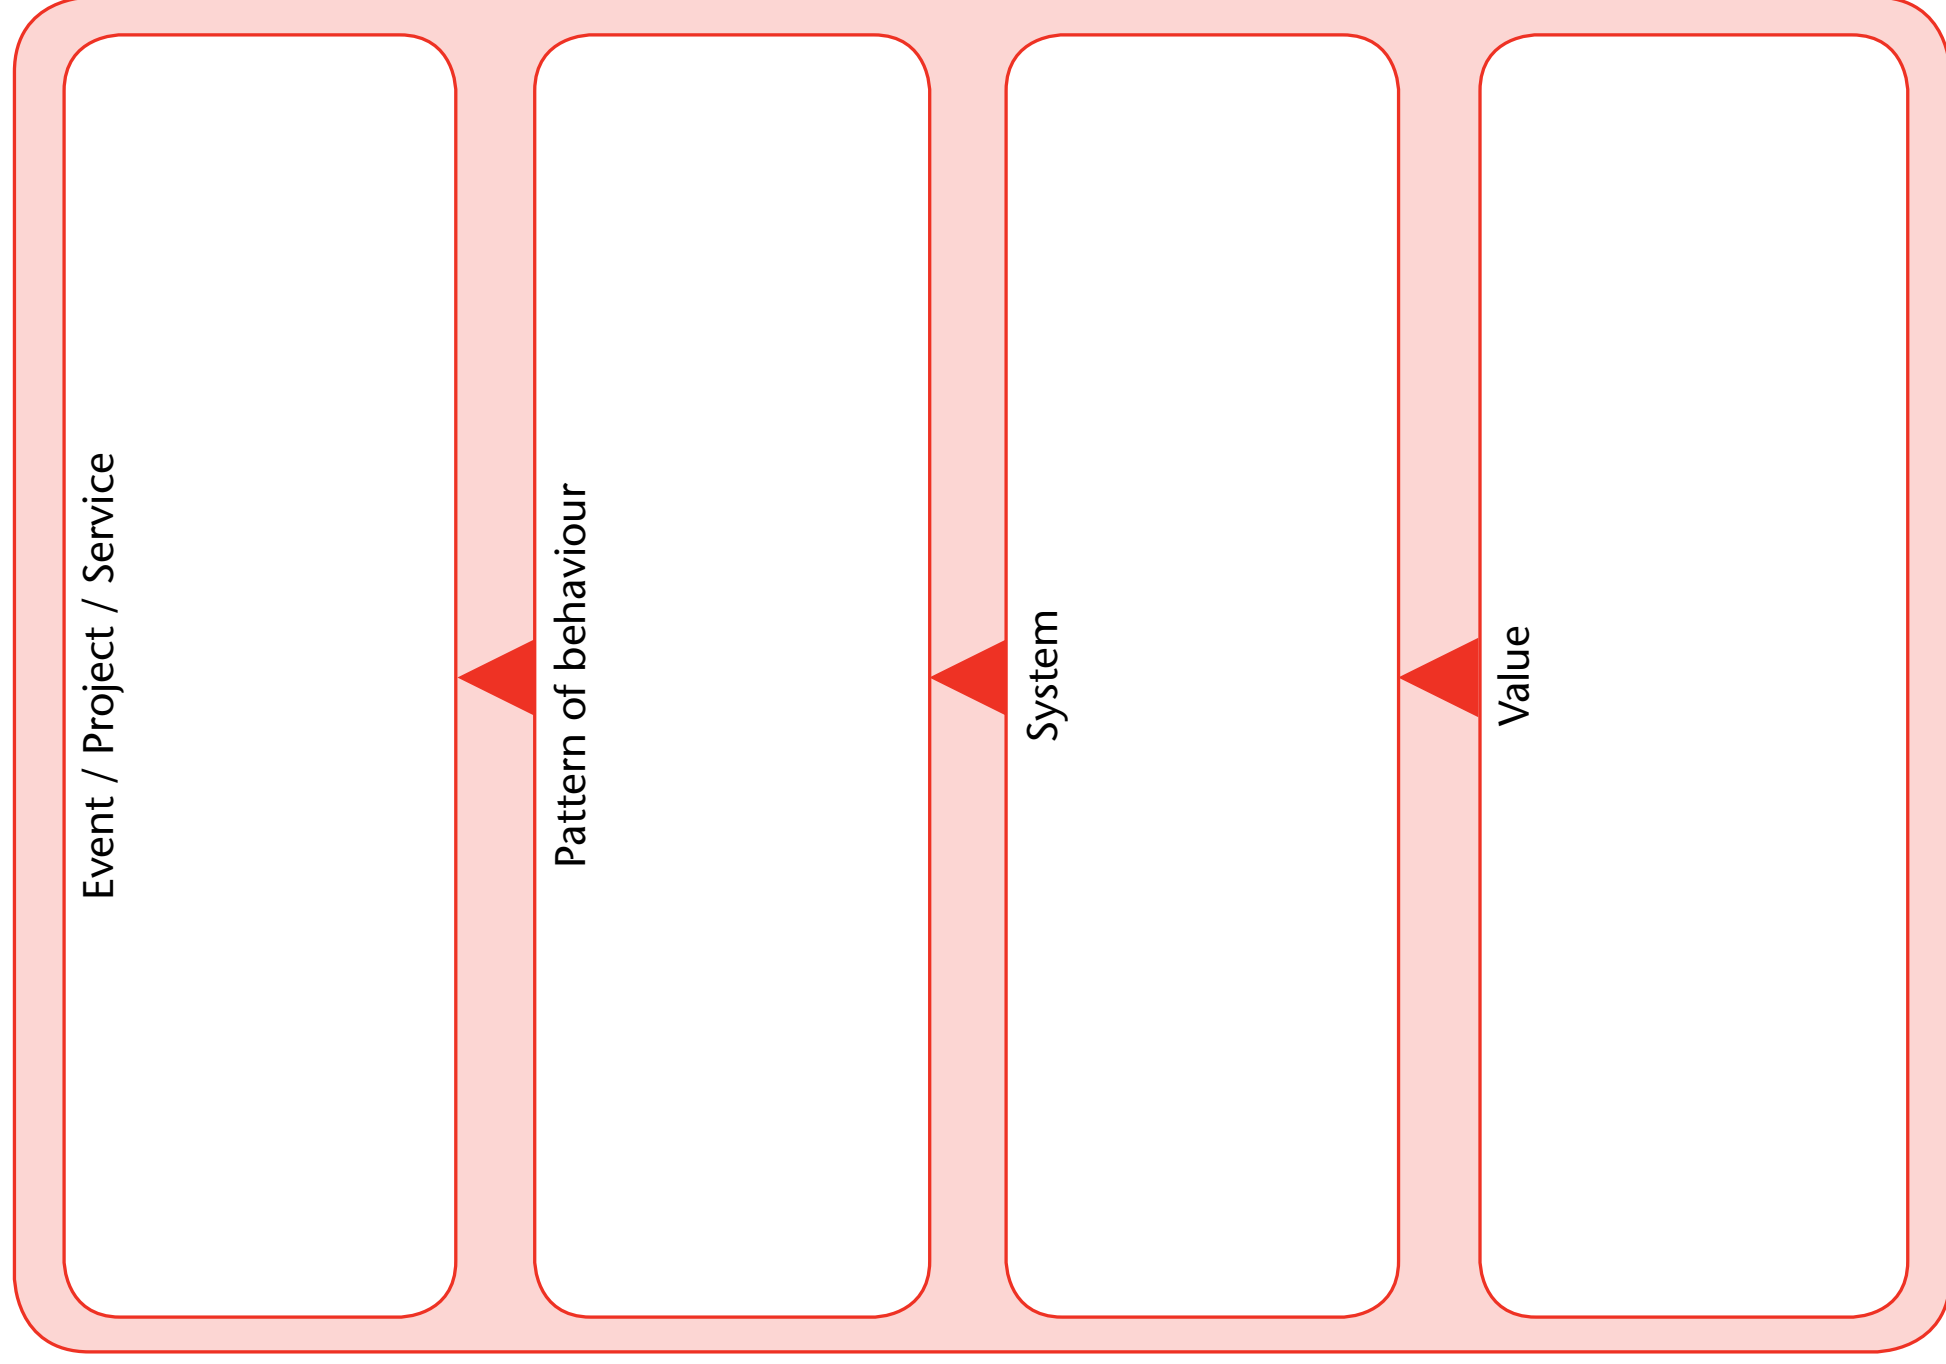 Event / Project / Service
Pattern of behaviour
System
Value